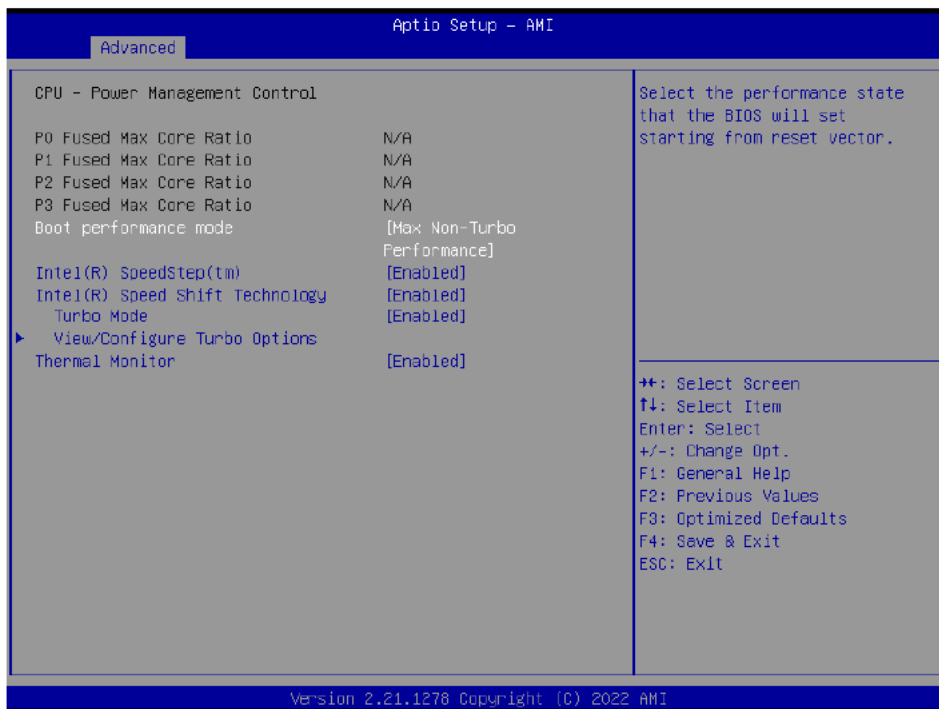 Aptio Setup – AMI
Advanced
CPU - Power Management Control
P0 Fused Max Core Ratio N/A
P1 Fused Max Core Ratio N/A
P2 Fused Max Core Ratio N/A
P3 Fused Max Core Ratio N/A
Boot performance mode [Max Non-Turbo
Performance]
Intel(R) SpeedStep(tm) [Enabled]
Intel(R) Speed Shift Technology [Enabled]
Turbo Mode [Enabled]
▶ View/Configure Turbo Options
Thermal Monitor [Enabled]
Select the performance state
that the BIOS will set
starting from reset vector.
→←: Select Screen
↑↓: Select Item
Enter: Select
+/-: Change Opt.
F1: General Help
F2: Previous Values
F3: Optimized Defaults
F4: Save & Exit
ESC: Exit
Version 2.21.1278 Copyright (C) 2022 AMI